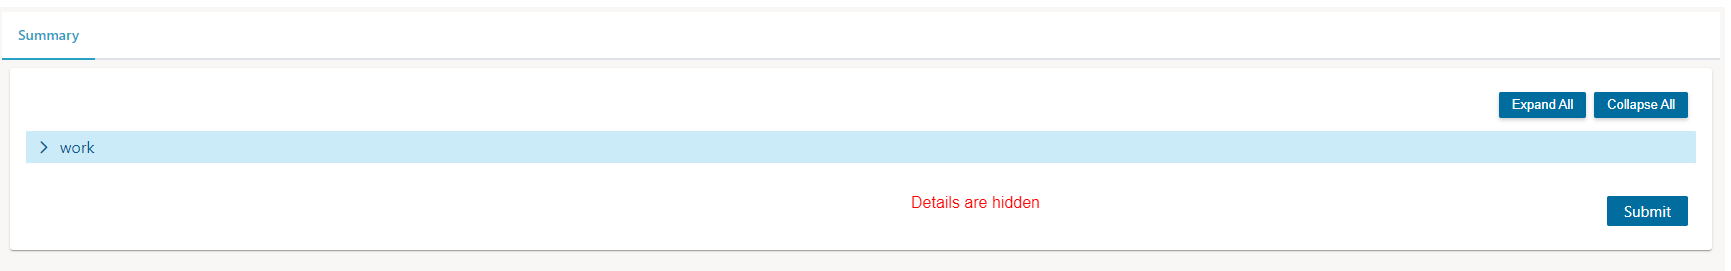 Summary
Expand All Collapse All
work
Details are hidden
Submit